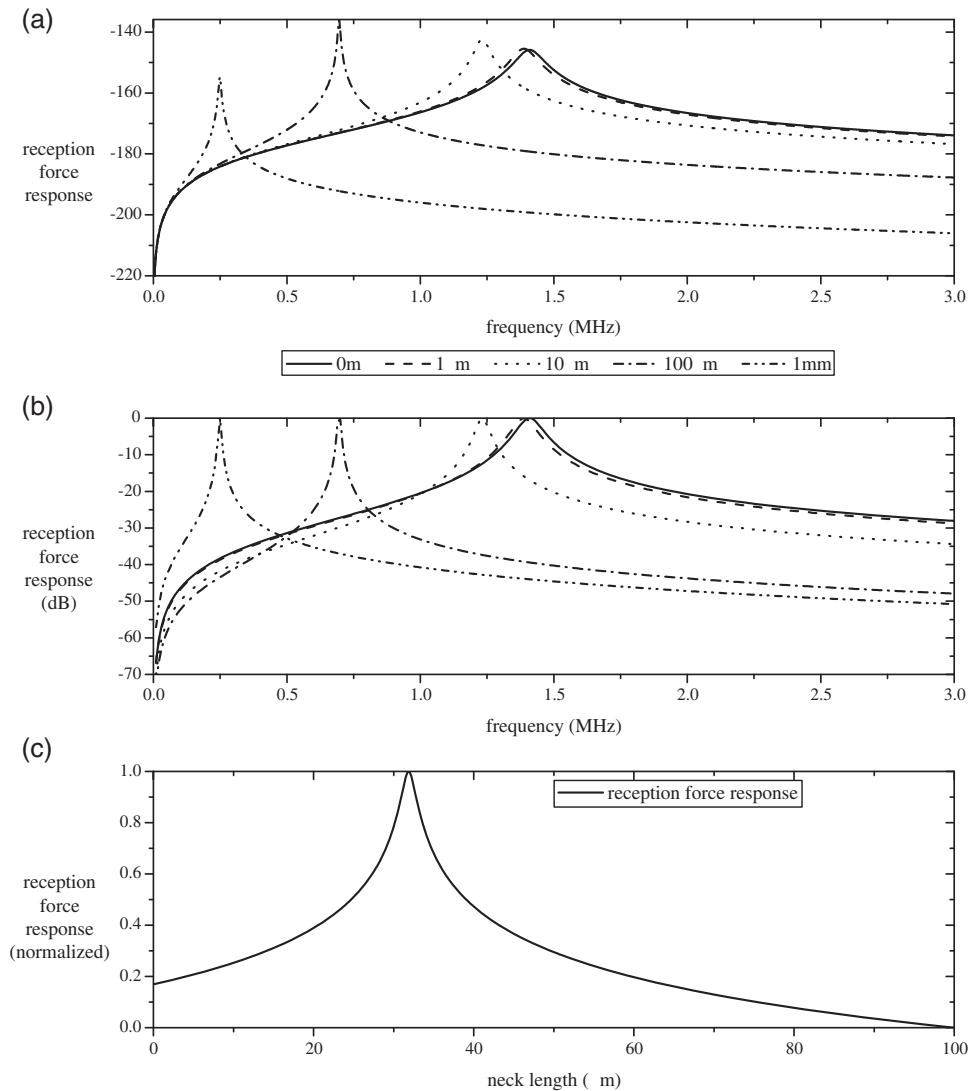 (a)
-136
-160
-180
-200
-220
reception
force
response
0.0 0.5 1.0 1.5 2.0 2.5 3.0
frequency (MHz)
0m 1 m 10 m 100 m 1mm
(b)
0
-10
-20
-30
-40
-50
-60
-70
reception
force
response
(dB)
0.0 0.5 1.0 1.5 2.0 2.5 3.0
frequency (MHz)
(c)
1.0
0.8
0.6
0.4
0.2
0.0
reception force response
reception
force
response
(normalized)
0 20 40 60 80 100
neck length ( m)